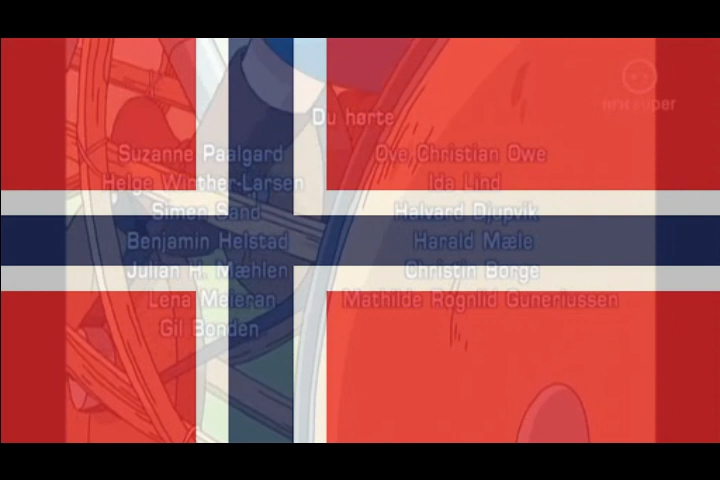 NRK super
Du hørte
Suzanne Paalgard
Ove Christian Owe
Helge Winther-Larsen
Ida Lind
Simen Sand
Halvard Djupvik
Benjamin Helstad
Harald Mæle
Julian H. Mæhlen
Christin Borge
Lena Meieran
Mathilde Rognlid Guneriussen
Gil Bonden